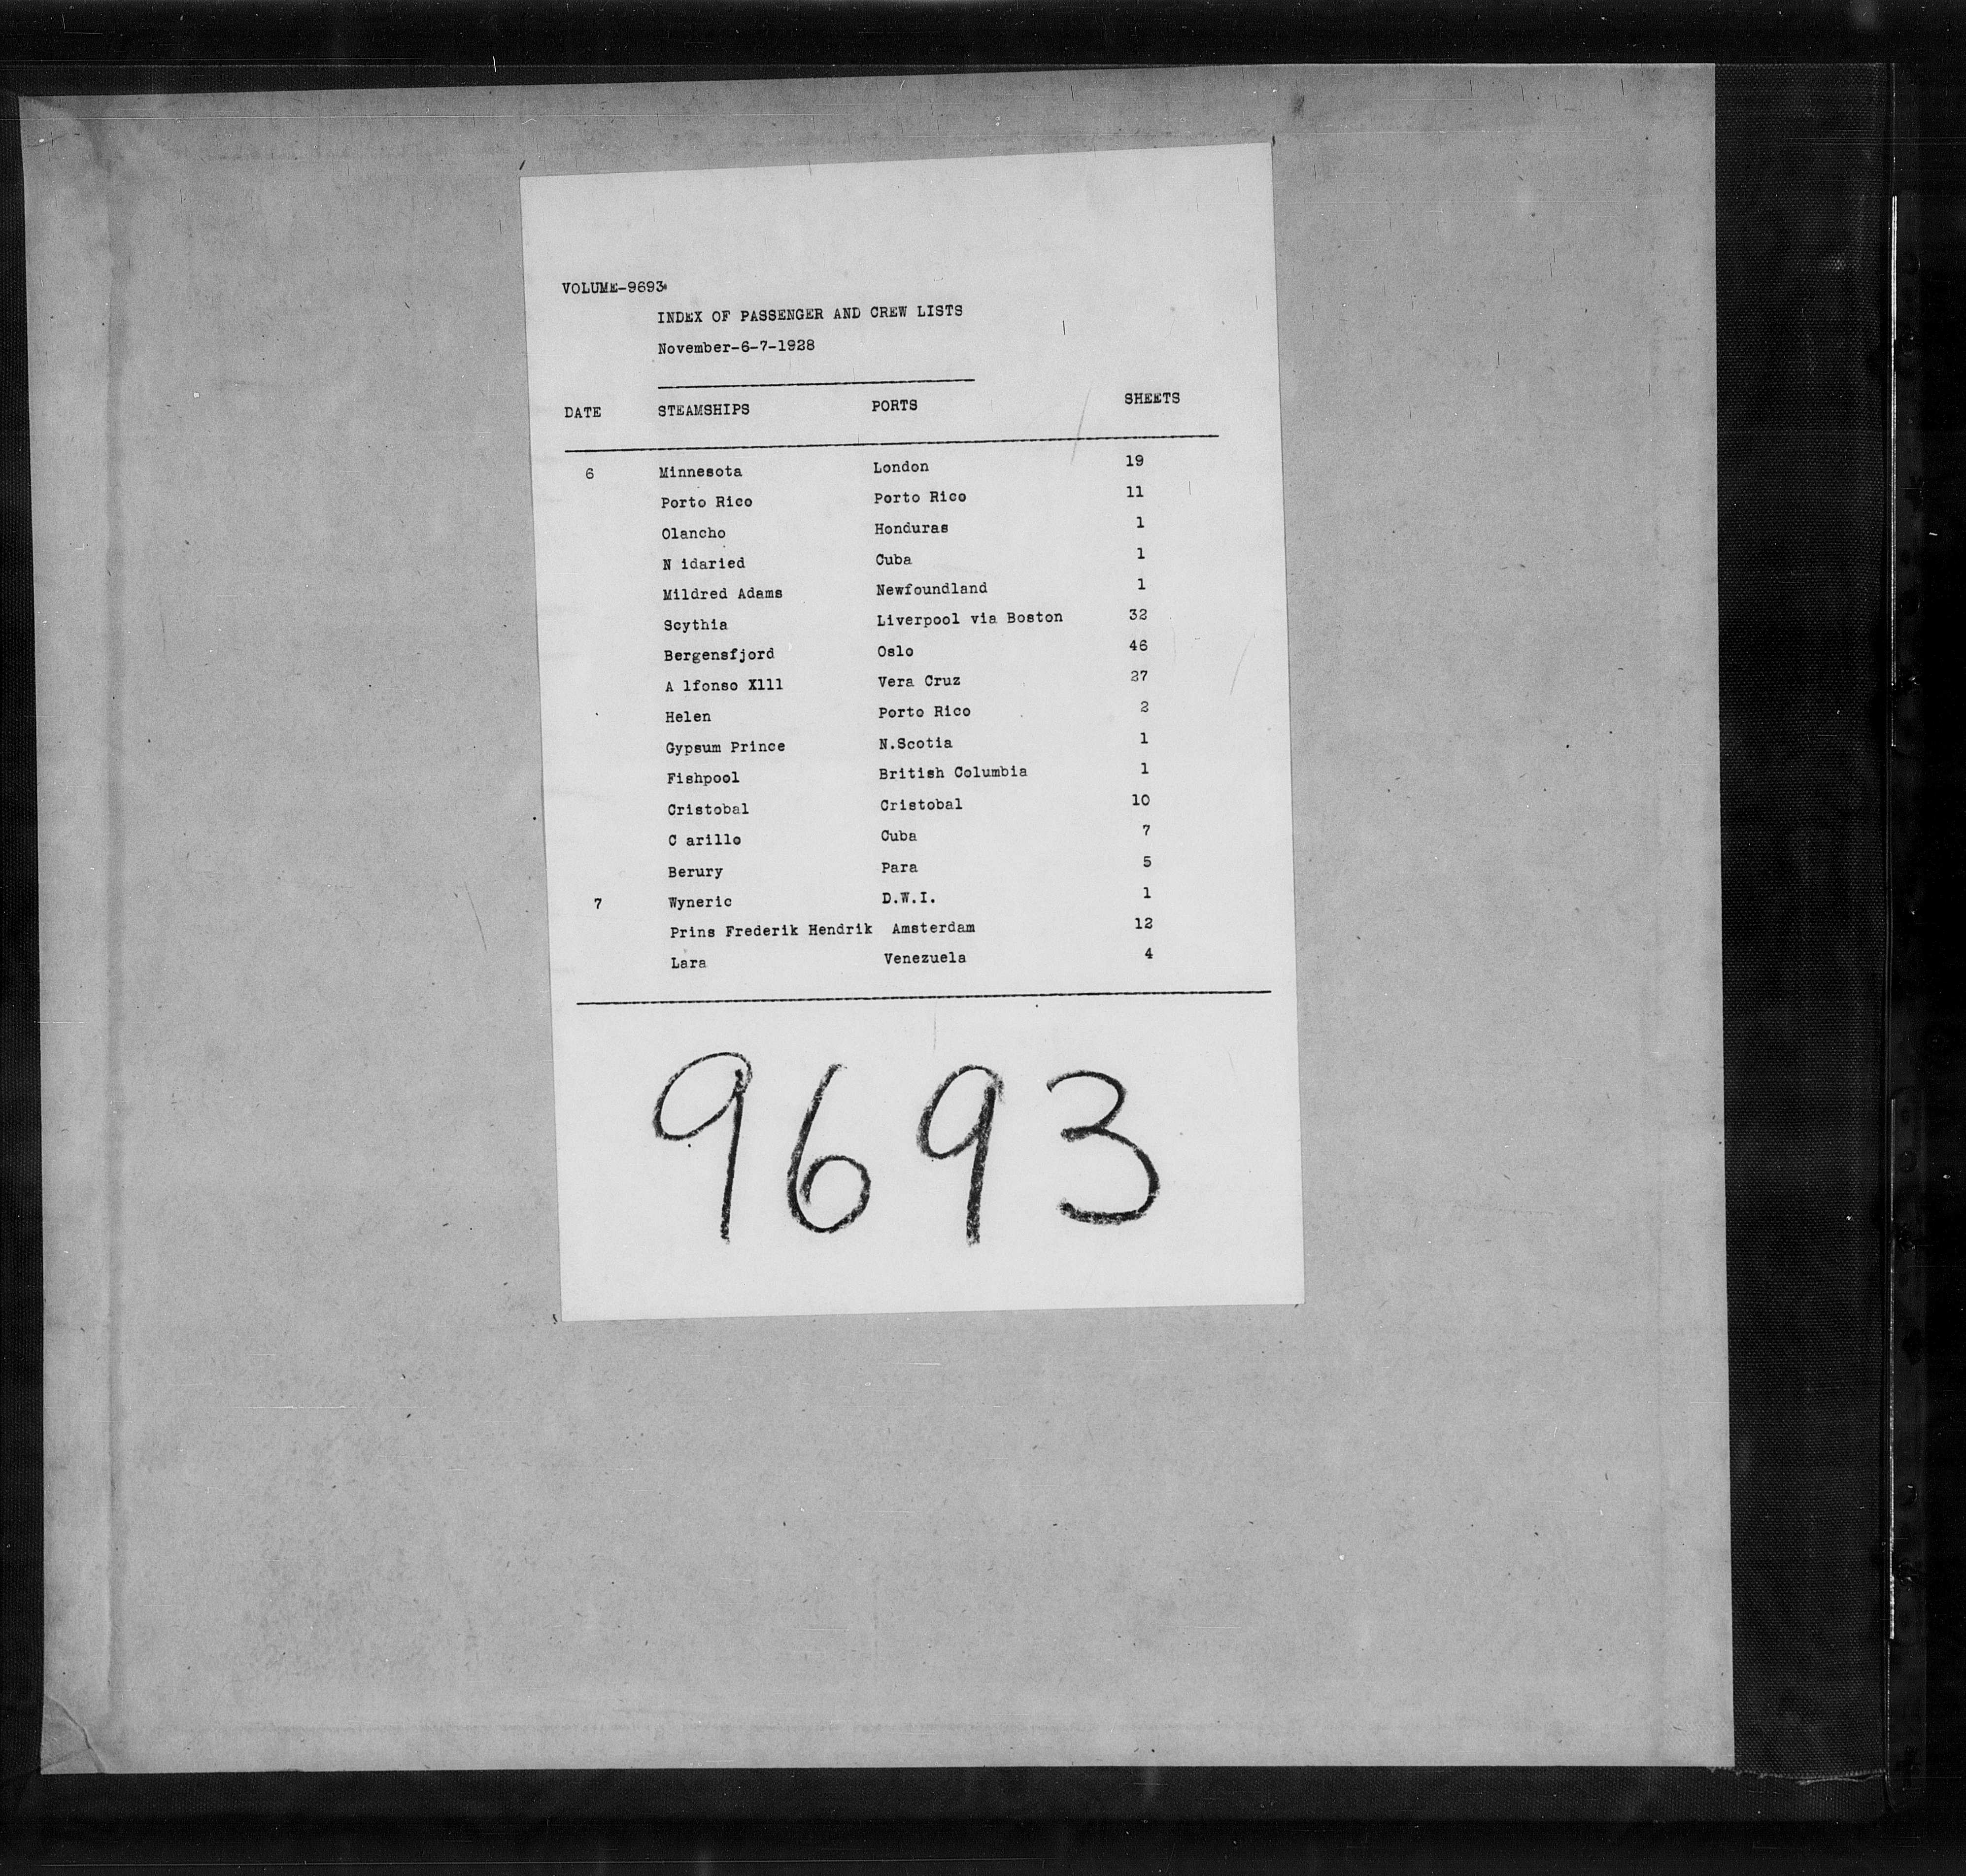 VOLUME-9693.
INDEX OF PASSENGER AND CREW LISTS
November-6-7-1928
DATE STEAMSHIPS PORTS SHEETS
6 Minnesota London 19
Porto Rico Porto Rico 11
Olancho Honduras 1
N idaried Cuba 1
Mildred Adams Newfoundland 1
Scythia Liverpool via Boston 32
Bergensfjord Oslo 46
A lfonso X111 Vera Cruz 27
Helen Porto Rico 2
Gypsum Prince N.Scotia 1
Fishpool British Columbia 1
Cristobal Cristobal 10
C arillo Cuba 7
Berury Para 5
7 Wyneric D.W.I. 1
Prins Frederik Hendrik Amsterdam 12
Lara Venezuela 4
9693